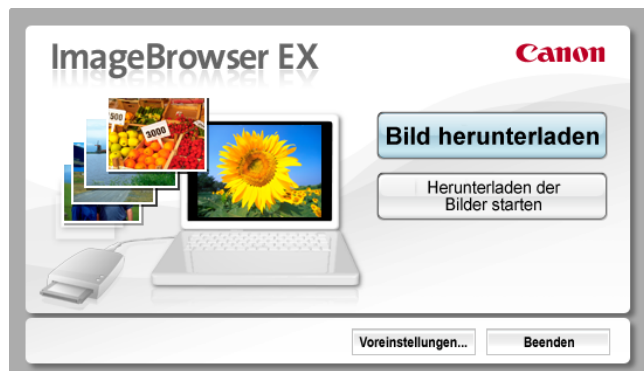 ImageBrowser EX
Canon
500
3000
Bild herunterladen
Herunterladen der
Bilder starten
Voreinstellungen...
Beenden